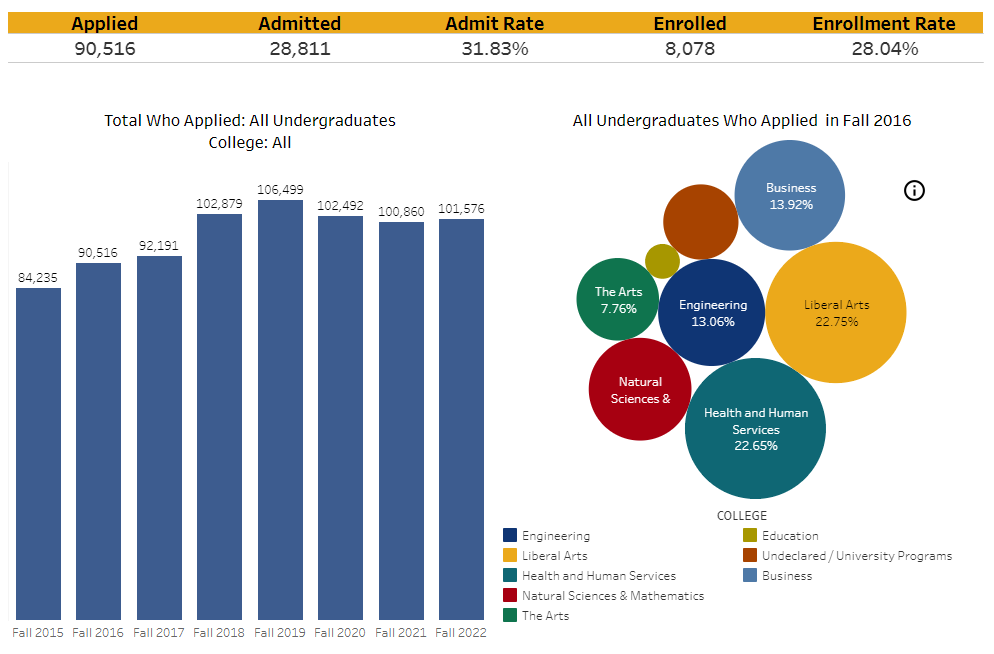 Applied Admitted Admit Rate Enrolled Enrollment Rate
90,516 28,811 31.83% 8,078 28.04%
Total Who Applied: All Undergraduates
College: All
84,235
90,516
92,191
102,879
106,499
102,492
100,860
101,576
Fall 2015 Fall 2016 Fall 2017 Fall 2018 Fall 2019 Fall 2020 Fall 2021 Fall 2022
All Undergraduates Who Applied in Fall 2016
Business
13.92%
The Arts
7.76%
Engineering
13.06%
Liberal Arts
22.75%
Natural
Sciences &
Health and Human
Services
22.65%
COLLEGE
Engineering
Liberal Arts
Health and Human Services
Natural Sciences & Mathematics
The Arts
Education
Undeclared / University Programs
Business